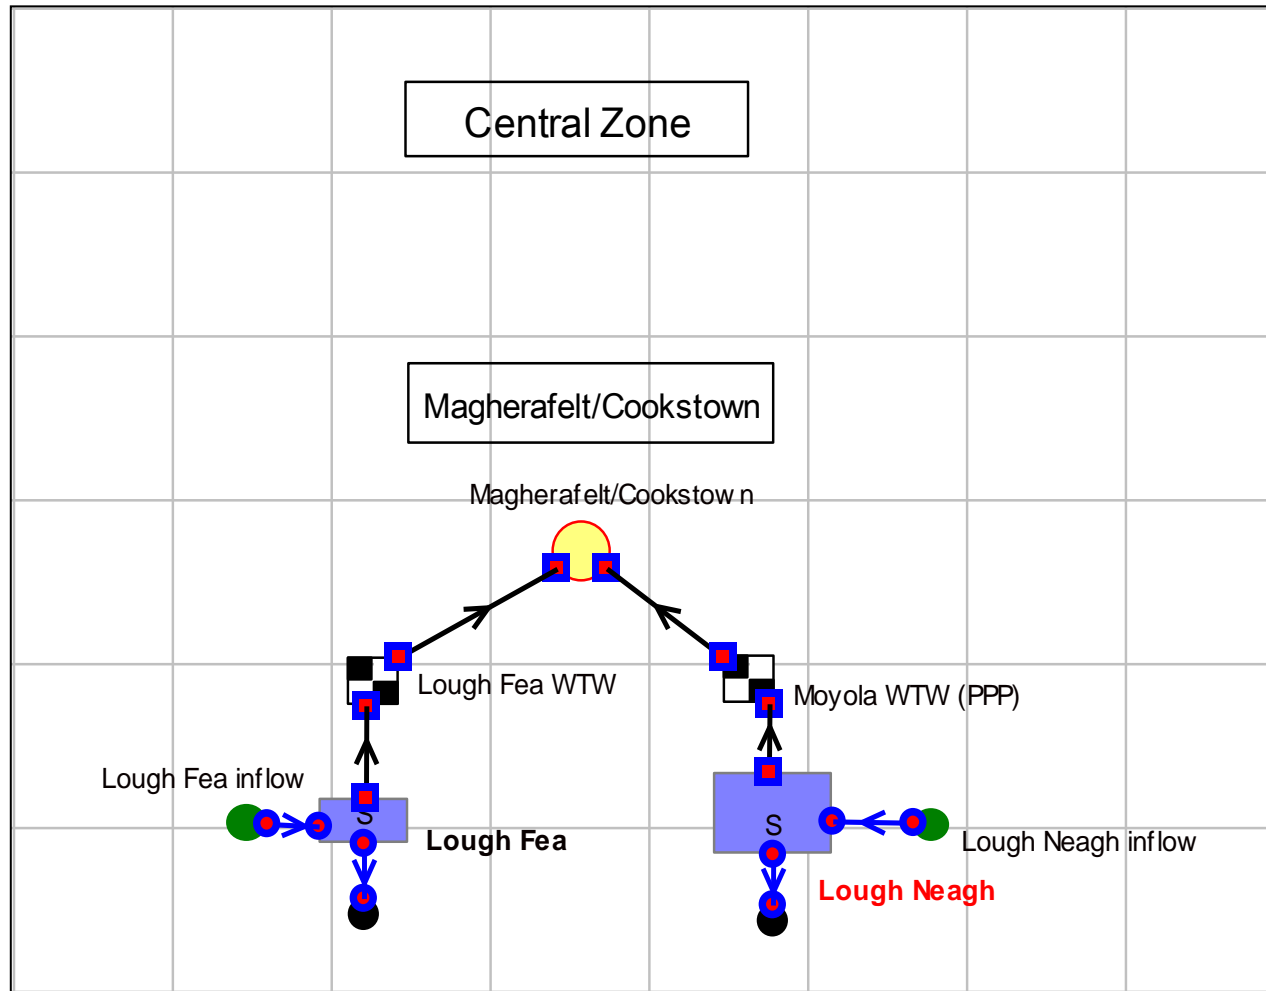 Central Zone
Magherafelt/Cookstown
Magherafelt/Cookstown
Lough Fea WTW
Moyola WTW (PPP)
Lough Fea inflow
S
Lough Fea
S
Lough Neagh inflow
Lough Neagh